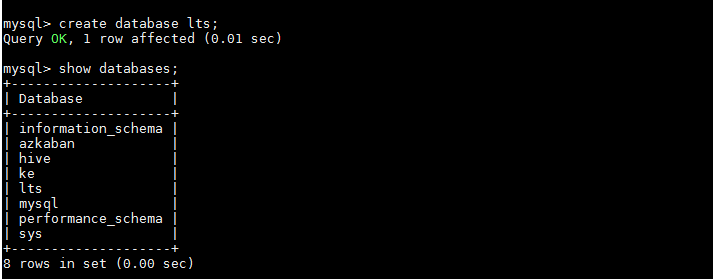 mysql> create database lts;
Query OK, 1 row affected (0.01 sec)
mysql> show databases;
+--------------------+
| Database           |
+--------------------+
| information_schema |
| azkaban            |
| hive               |
| ke                 |
| lts                |
| mysql              |
| performance_schema |
| sys                |
+--------------------+
8 rows in set (0.00 sec)